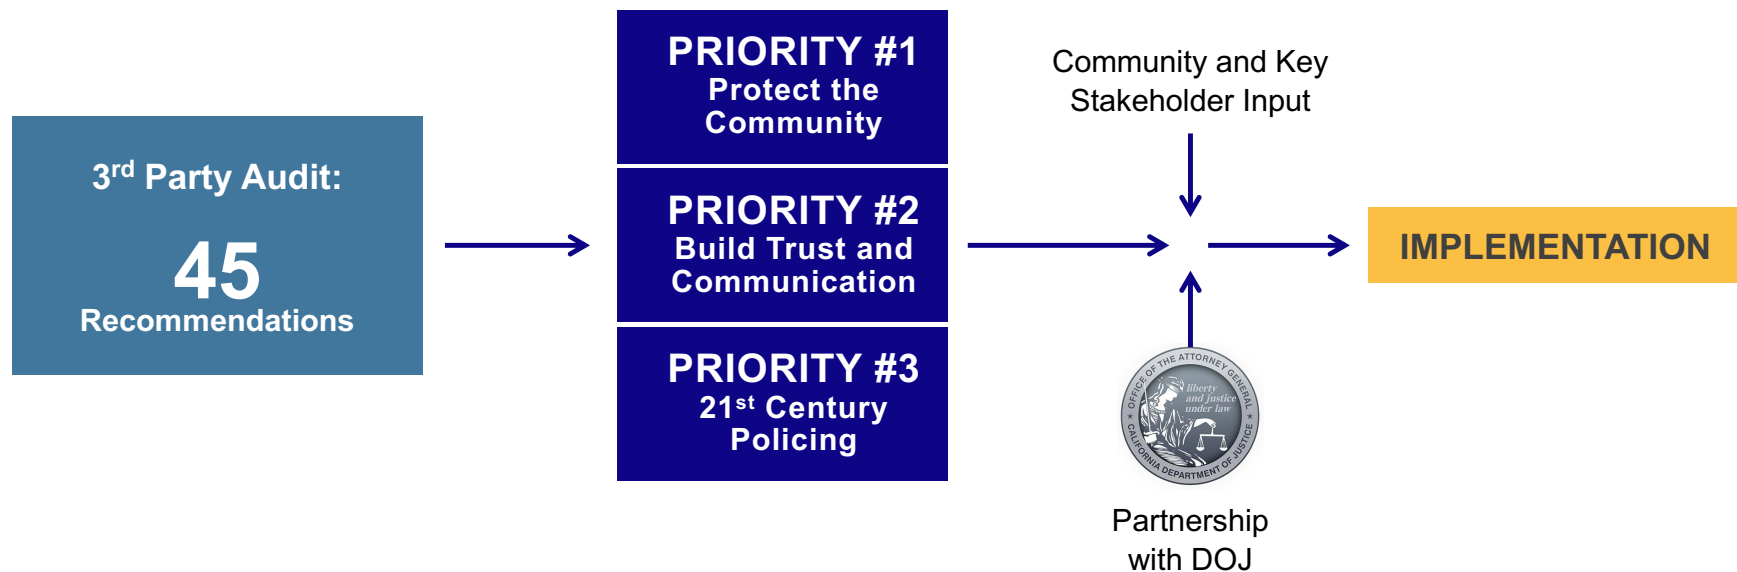 3rd Party Audit:
45
Recommendations
PRIORITY #1
Protect the
Community
PRIORITY #2
Build Trust and
Communication
PRIORITY #3
21st Century
Policing
Community and Key
Stakeholder Input
OFFICE OF THE ATTORNEY GENERAL
liberty
and justice
under law
CALIFORNIA DEPARTMENT OF JUSTICE
Partnership
with DOJ
IMPLEMENTATION